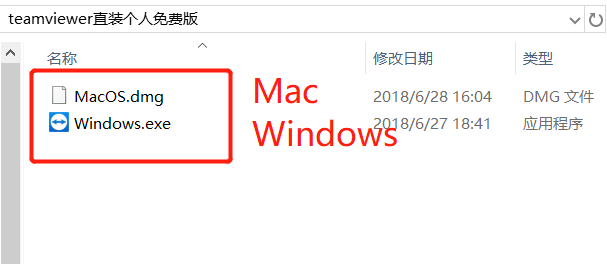 teamviewer直装个人免费版
名称 修改日期 类型
MacOS.dmg 2018/6/28 16:04 DMG 文件
Windows.exe 2018/6/27 18:41 应用程序
Mac
Windows